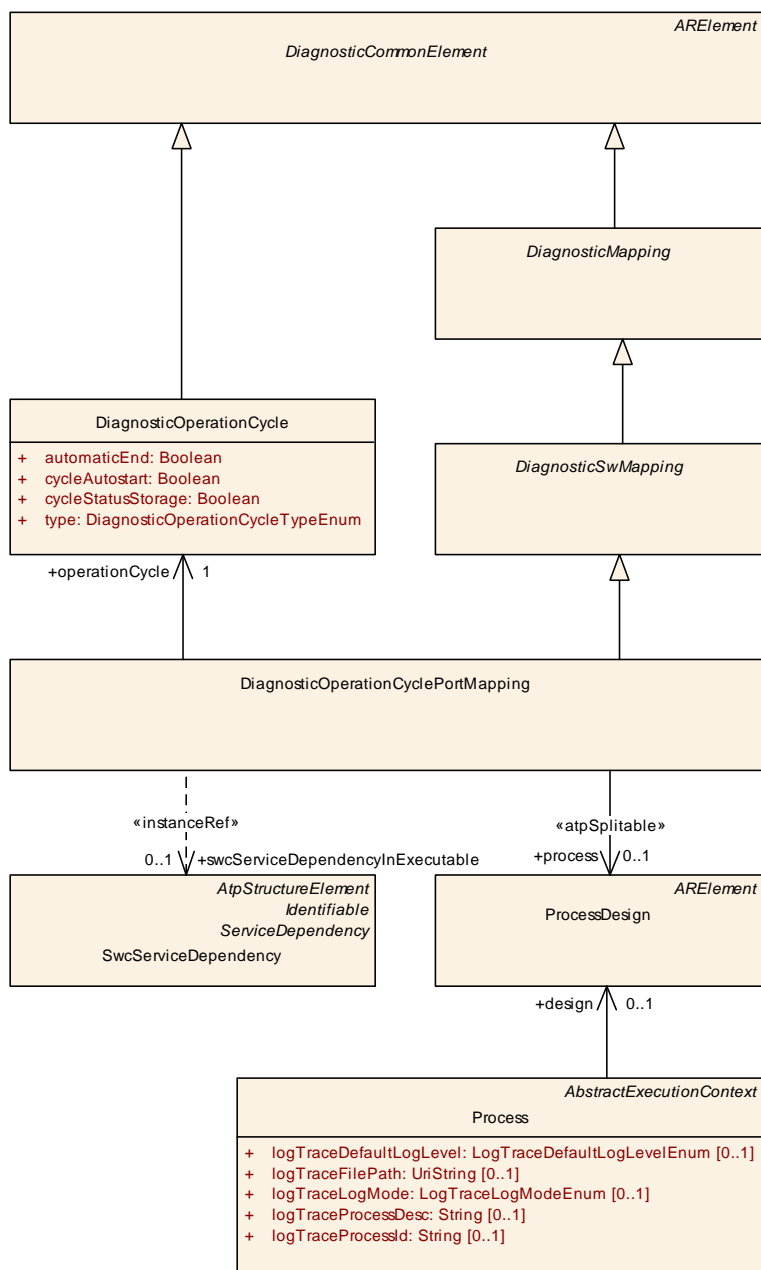 ARElement
DiagnosticCommonElement
DiagnosticMapping
DiagnosticOperationCycle
+ automaticEnd: Boolean
+ cycleAutostart: Boolean
+ cycleStatusStorage: Boolean
+ type: DiagnosticOperationCycleTypeEnum
DiagnosticSwMapping
+operationCycle 1
DiagnosticOperationCyclePortMapping
«instanceRef»
0..1 +swcServiceDependencyInExecutable
«atpSplitable»
+process 0..1
AtpStructureElement
Identifiable
ServiceDependency
SwcServiceDependency
ARElement
ProcessDesign
+design 0..1
AbstractExecutionContext
Process
+ logTraceDefaultLogLevel: LogTraceDefaultLogLevelEnum [0..1]
+ logTraceFilePath: UriString [0..1]
+ logTraceLogMode: LogTraceLogModeEnum [0..1]
+ logTraceProcessDesc: String [0..1]
+ logTraceProcessId: String [0..1]